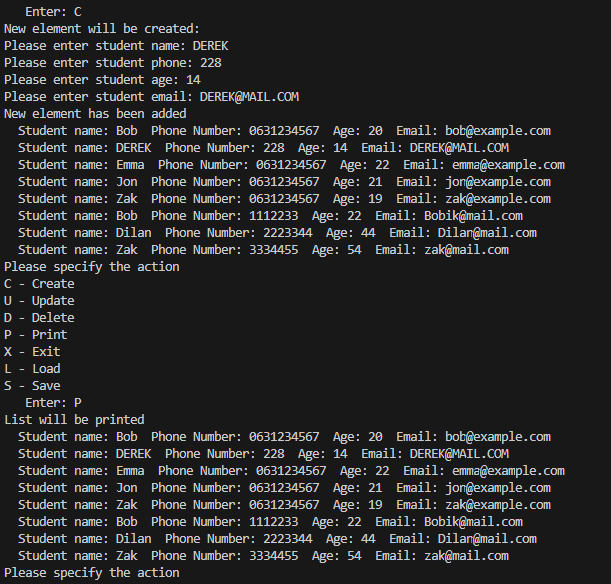 Enter: C
New element will be created:
Please enter student name: DEREK
Please enter student phone: 228
Please enter student age: 14
Please enter student email: DEREK@MAIL.COM
New element has been added
Student name: Bob  Phone Number: 0631234567  Age: 20  Email: bob@example.com
Student name: DEREK  Phone Number: 228  Age: 14  Email: DEREK@MAIL.COM
Student name: Emma  Phone Number: 0631234567  Age: 22  Email: emma@example.com
Student name: Jon  Phone Number: 0631234567  Age: 21  Email: jon@example.com
Student name: Zak  Phone Number: 0631234567  Age: 19  Email: zak@example.com
Student name: Bob  Phone Number: 1112233  Age: 22  Email: Bobik@mail.com
Student name: Dilan  Phone Number: 2223344  Age: 44  Email: Dilan@mail.com
Student name: Zak  Phone Number: 3334455  Age: 54  Email: zak@mail.com
Please specify the action
C - Create
U - Update
D - Delete
P - Print
X - Exit
L - Load
S - Save
Enter: P
List will be printed
Student name: Bob  Phone Number: 0631234567  Age: 20  Email: bob@example.com
Student name: DEREK  Phone Number: 228  Age: 14  Email: DEREK@MAIL.COM
Student name: Emma  Phone Number: 0631234567  Age: 22  Email: emma@example.com
Student name: Jon  Phone Number: 0631234567  Age: 21  Email: jon@example.com
Student name: Zak  Phone Number: 0631234567  Age: 19  Email: zak@example.com
Student name: Bob  Phone Number: 1112233  Age: 22  Email: Bobik@mail.com
Student name: Dilan  Phone Number: 2223344  Age: 44  Email: Dilan@mail.com
Student name: Zak  Phone Number: 3334455  Age: 54  Email: zak@mail.com
Please specify the action